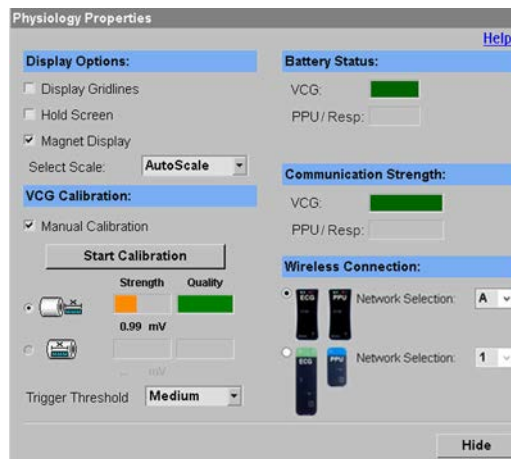 Physiology Properties
Help
Display Options:
Display Gridlines
Hold Screen
Magnet Display
Select Scale: AutoScale
VCG Calibration:
Manual Calibration
Start Calibration
Strength Quality
0.99 mV
... mV
Trigger Threshold Medium
Battery Status:
VCG:
PPU / Resp:
Communication Strength:
VCG:
PPU / Resp:
Wireless Connection:
ECG PPU Network Selection: A
ECG PPU Network Selection: 1
Hide